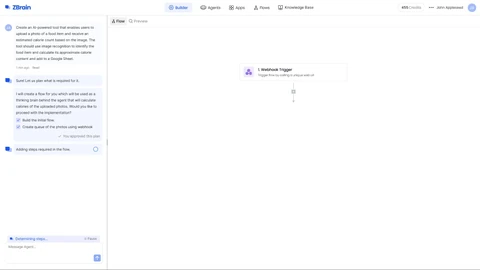 ZBrain
Builder
Agents
Apps
Flows
Knowledge Base
John Appleseed
Flow
Preview
Create an AI-powered tool that enables users to
upload a photo of a food item and receive an
estimated calorie count based on the image. The
tool should use image recognition to identify the
food item and calculate its approximate calorie
content and add to a Google Sheet.
Sure! Let us plan what is required for it.
I will create a flow for you which will be used as a
thinking brain behind the agent that will calculate
calories of the uploaded photos. Would you like to
proceed with the implementation?
Build the initial flow.
Create queue of the photos using webhook
You approved this plan
Adding steps required in the flow.
1. Webhook Trigger
Determining steps...
Pause
Message Agent...